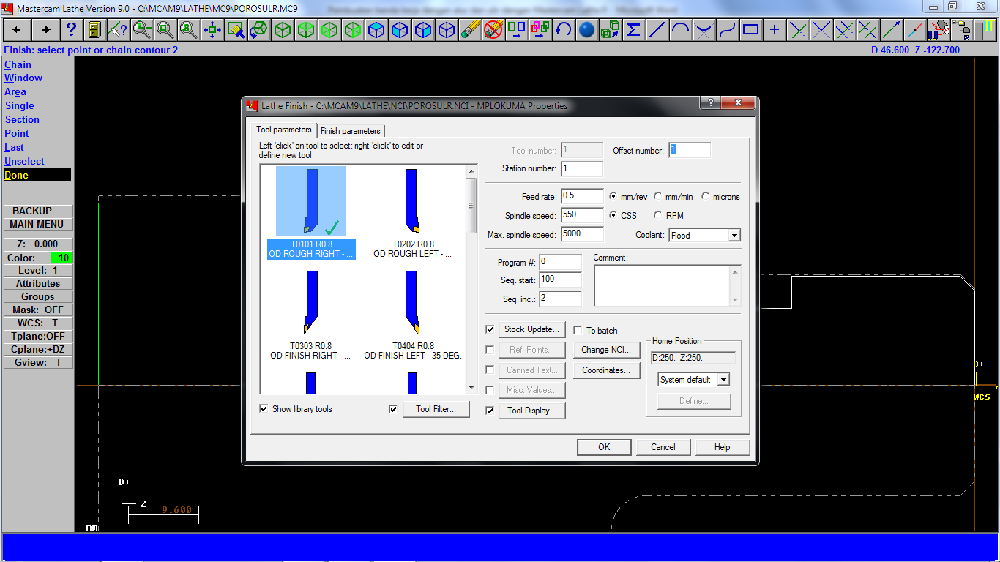 Mastercam Lathe Version 9.0 - C:\MCAM9\LATHE\MC9\POROSULR.MC9
Finish: select point or chain contour 2
D 46.600 Z -122.700
Chain
Window
Area
Single
Section
Point
Last
Unselect
Done
BACKUP
MAIN MENU
Z: 0.000
Color: 10
Level: 1
Attributes
Groups
Mask: OFF
WCS: T
Tplane:OFF
Cplane:+DZ
Gview: T
Lathe Finish - C:\MCAM9\LATHE\NCI\POROSULR.NCI - MPLOKUMA Properties
Tool parameters
Finish parameters
Left 'click' on tool to select; right 'click' to edit or
define new tool
T0101 R0.8
OD ROUGH RIGHT - ...
T0202 R0.8
OD ROUGH LEFT - ...
T0303 R0.8
OD FINISH RIGHT - ...
T0404 R0.8
OD FINISH LEFT - 35 DEG.
Show library tools
Tool Filter...
Tool number: 1
Offset number: 1
Station number: 1
Feed rate: 0.5
mm/rev
mm/min
microns
Spindle speed: 550
CSS
RPM
Max. spindle speed: 5000
Coolant: Flood
Program #: 0
Comment:
Seq. start: 100
Seq. inc.: 2
Stock Update...
To batch
Ref. Points...
Change NCI...
Canned Text...
Coordinates...
Misc. Values...
Tool Display...
Home Position
D:250. Z:250.
System default
Define...
OK
Cancel
Help
D+
Z
WCS
D+
Z
9.600
mm